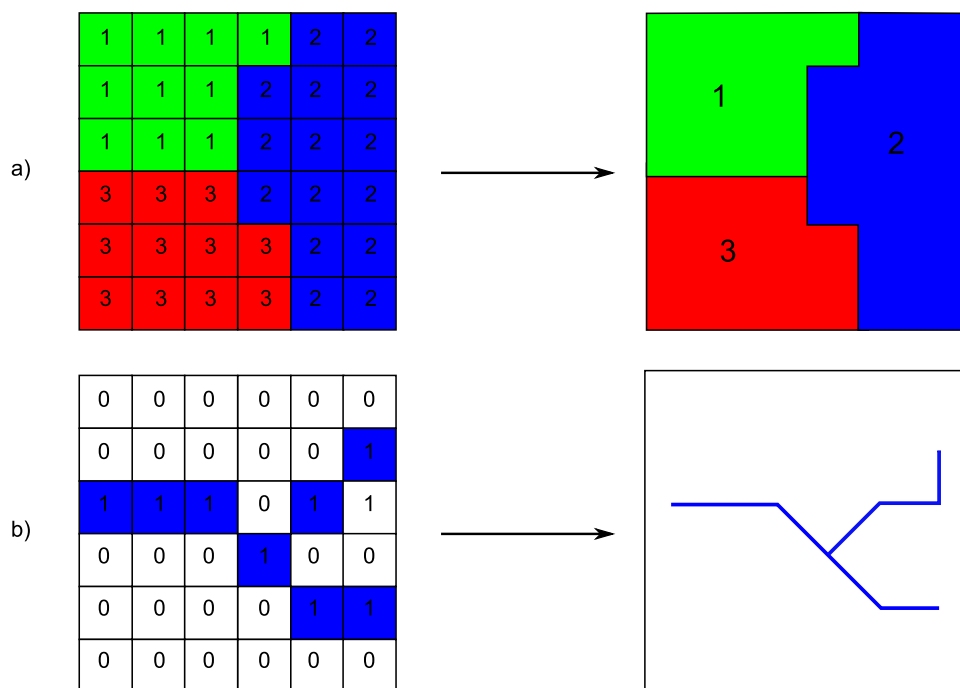 1 1 1 1 2 2
1 1 1 2 2 2
1 1 1 2 2 2
a)
3 3 3 2 2 2
3 3 3 3 2 2
3 3 3 3 2 2
1
2
3
0 0 0 0 0 0
0 0 0 0 0 1
1 1 1 0 1 1
b)
0 0 0 1 0 0
0 0 0 0 1 1
0 0 0 0 0 0